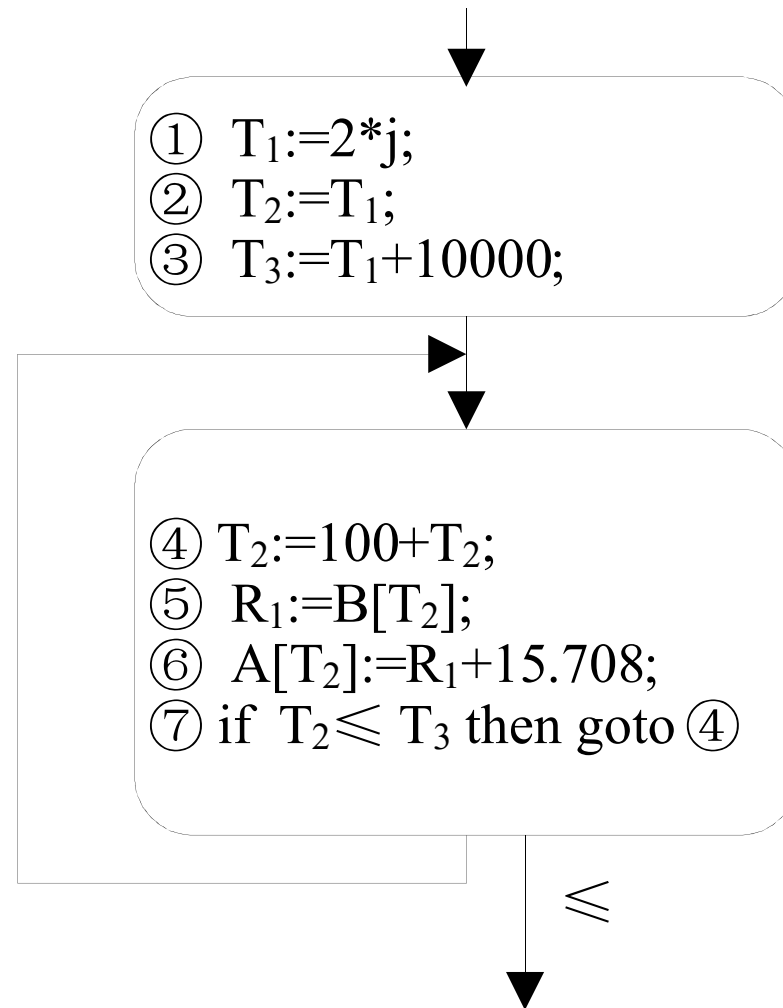 ① T₁:=2*j;
② T₂:=T₁;
③ T₃:=T₁+10000;
④ T₂:=100+T₂;
⑤ R₁:=B[T₂];
⑥ A[T₂]:=R₁+15.708;
⑦ if T₂≤ T₃ then goto ④
≤